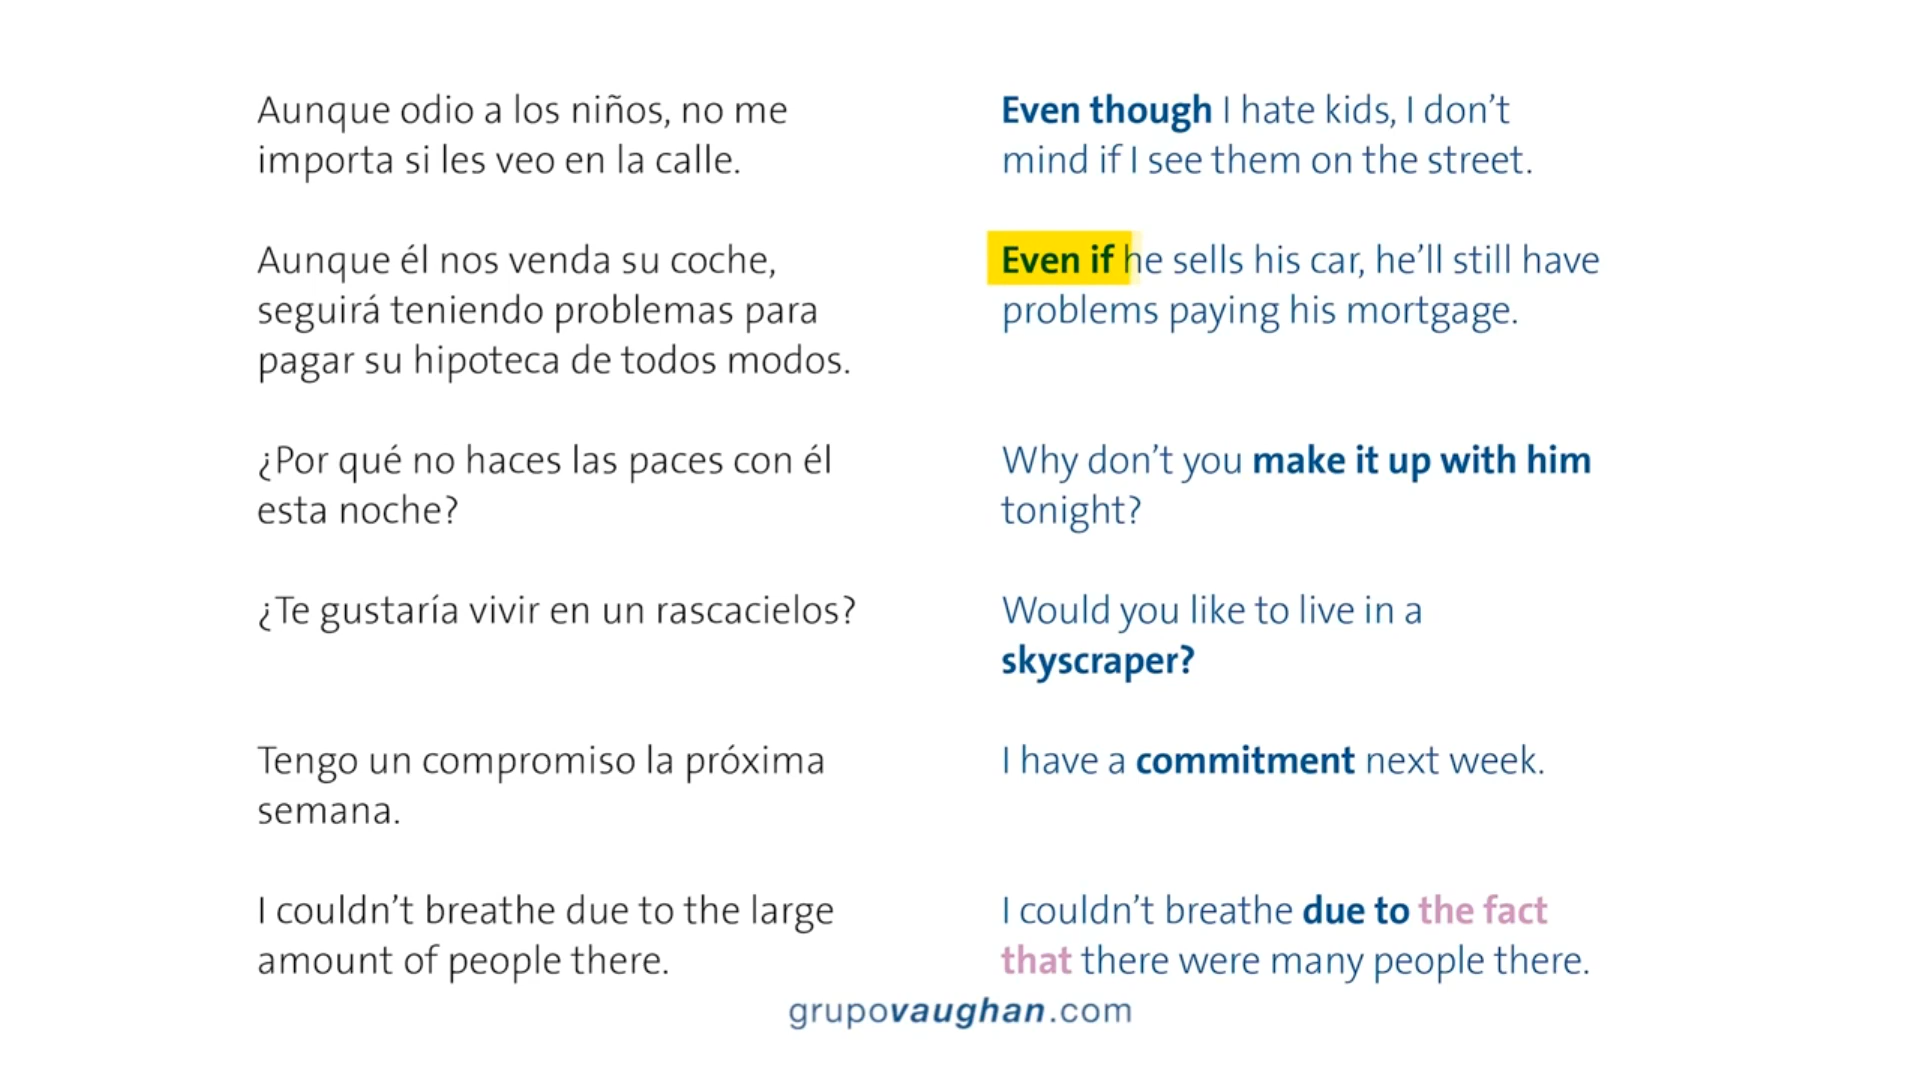 Aunque odio a los niños, no me
importa si les veo en la calle.
Even though I hate kids, I don’t
mind if I see them on the street.
Aunque él nos venda su coche,
seguirá teniendo problemas para
pagar su hipoteca de todos modos.
Even if he sells his car, he’ll still have
problems paying his mortgage.
¿Por qué no haces las paces con él
esta noche?
Why don’t you make it up with him
tonight?
¿Te gustaría vivir en un rascacielos?
Would you like to live in a
skyscraper?
Tengo un compromiso la próxima
semana.
I have a commitment next week.
I couldn’t breathe due to the large
amount of people there.
I couldn’t breathe due to the fact
that there were many people there.
grupovaughan.com